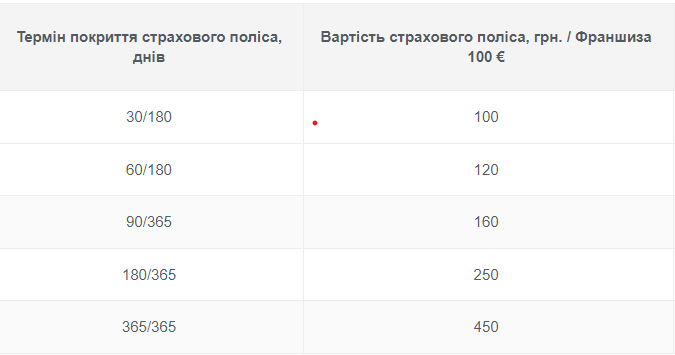 Термін покриття страхового поліса, днів
Вартість страхового поліса, грн. / Франшиза 100 €
30/180 100
60/180 120
90/365 160
180/365 250
365/365 450